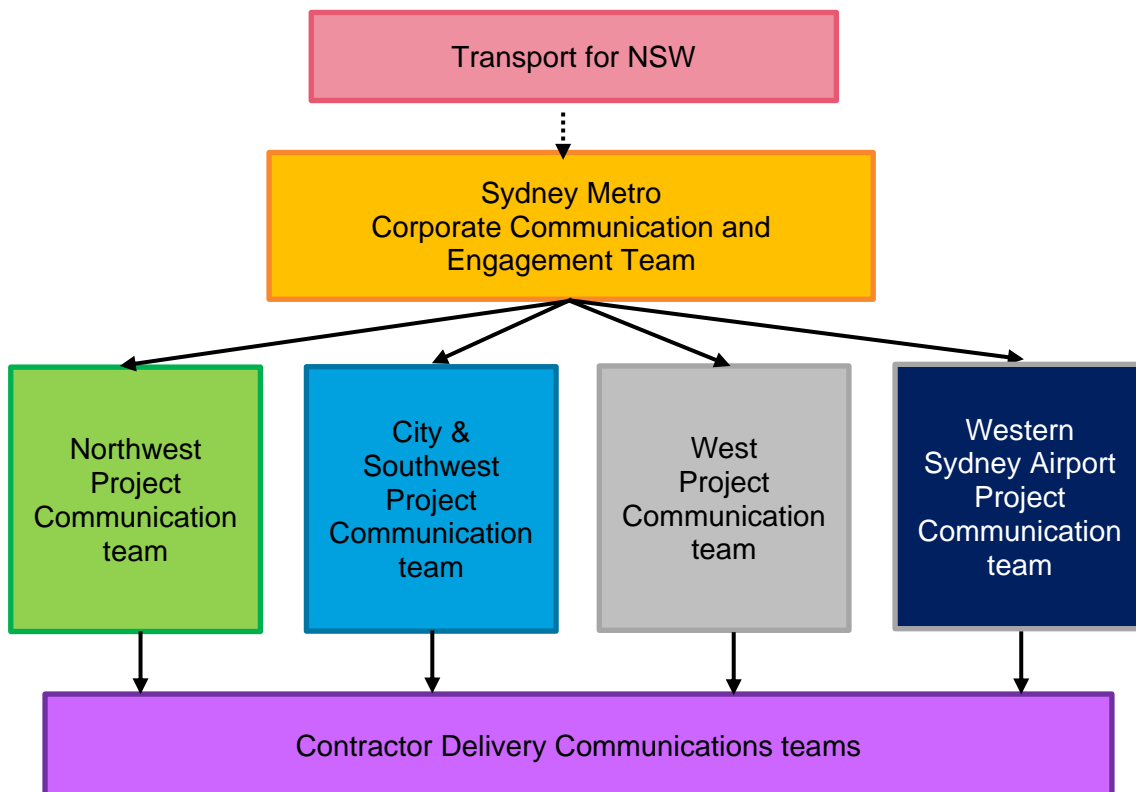 Transport for NSW
Sydney Metro
Corporate Communication and
Engagement Team
Northwest
Project
Communication
team
City &
Southwest
Project
Communication
team
West
Project
Communication
team
Western
Sydney Airport
Project
Communication
team
Contractor Delivery Communications teams